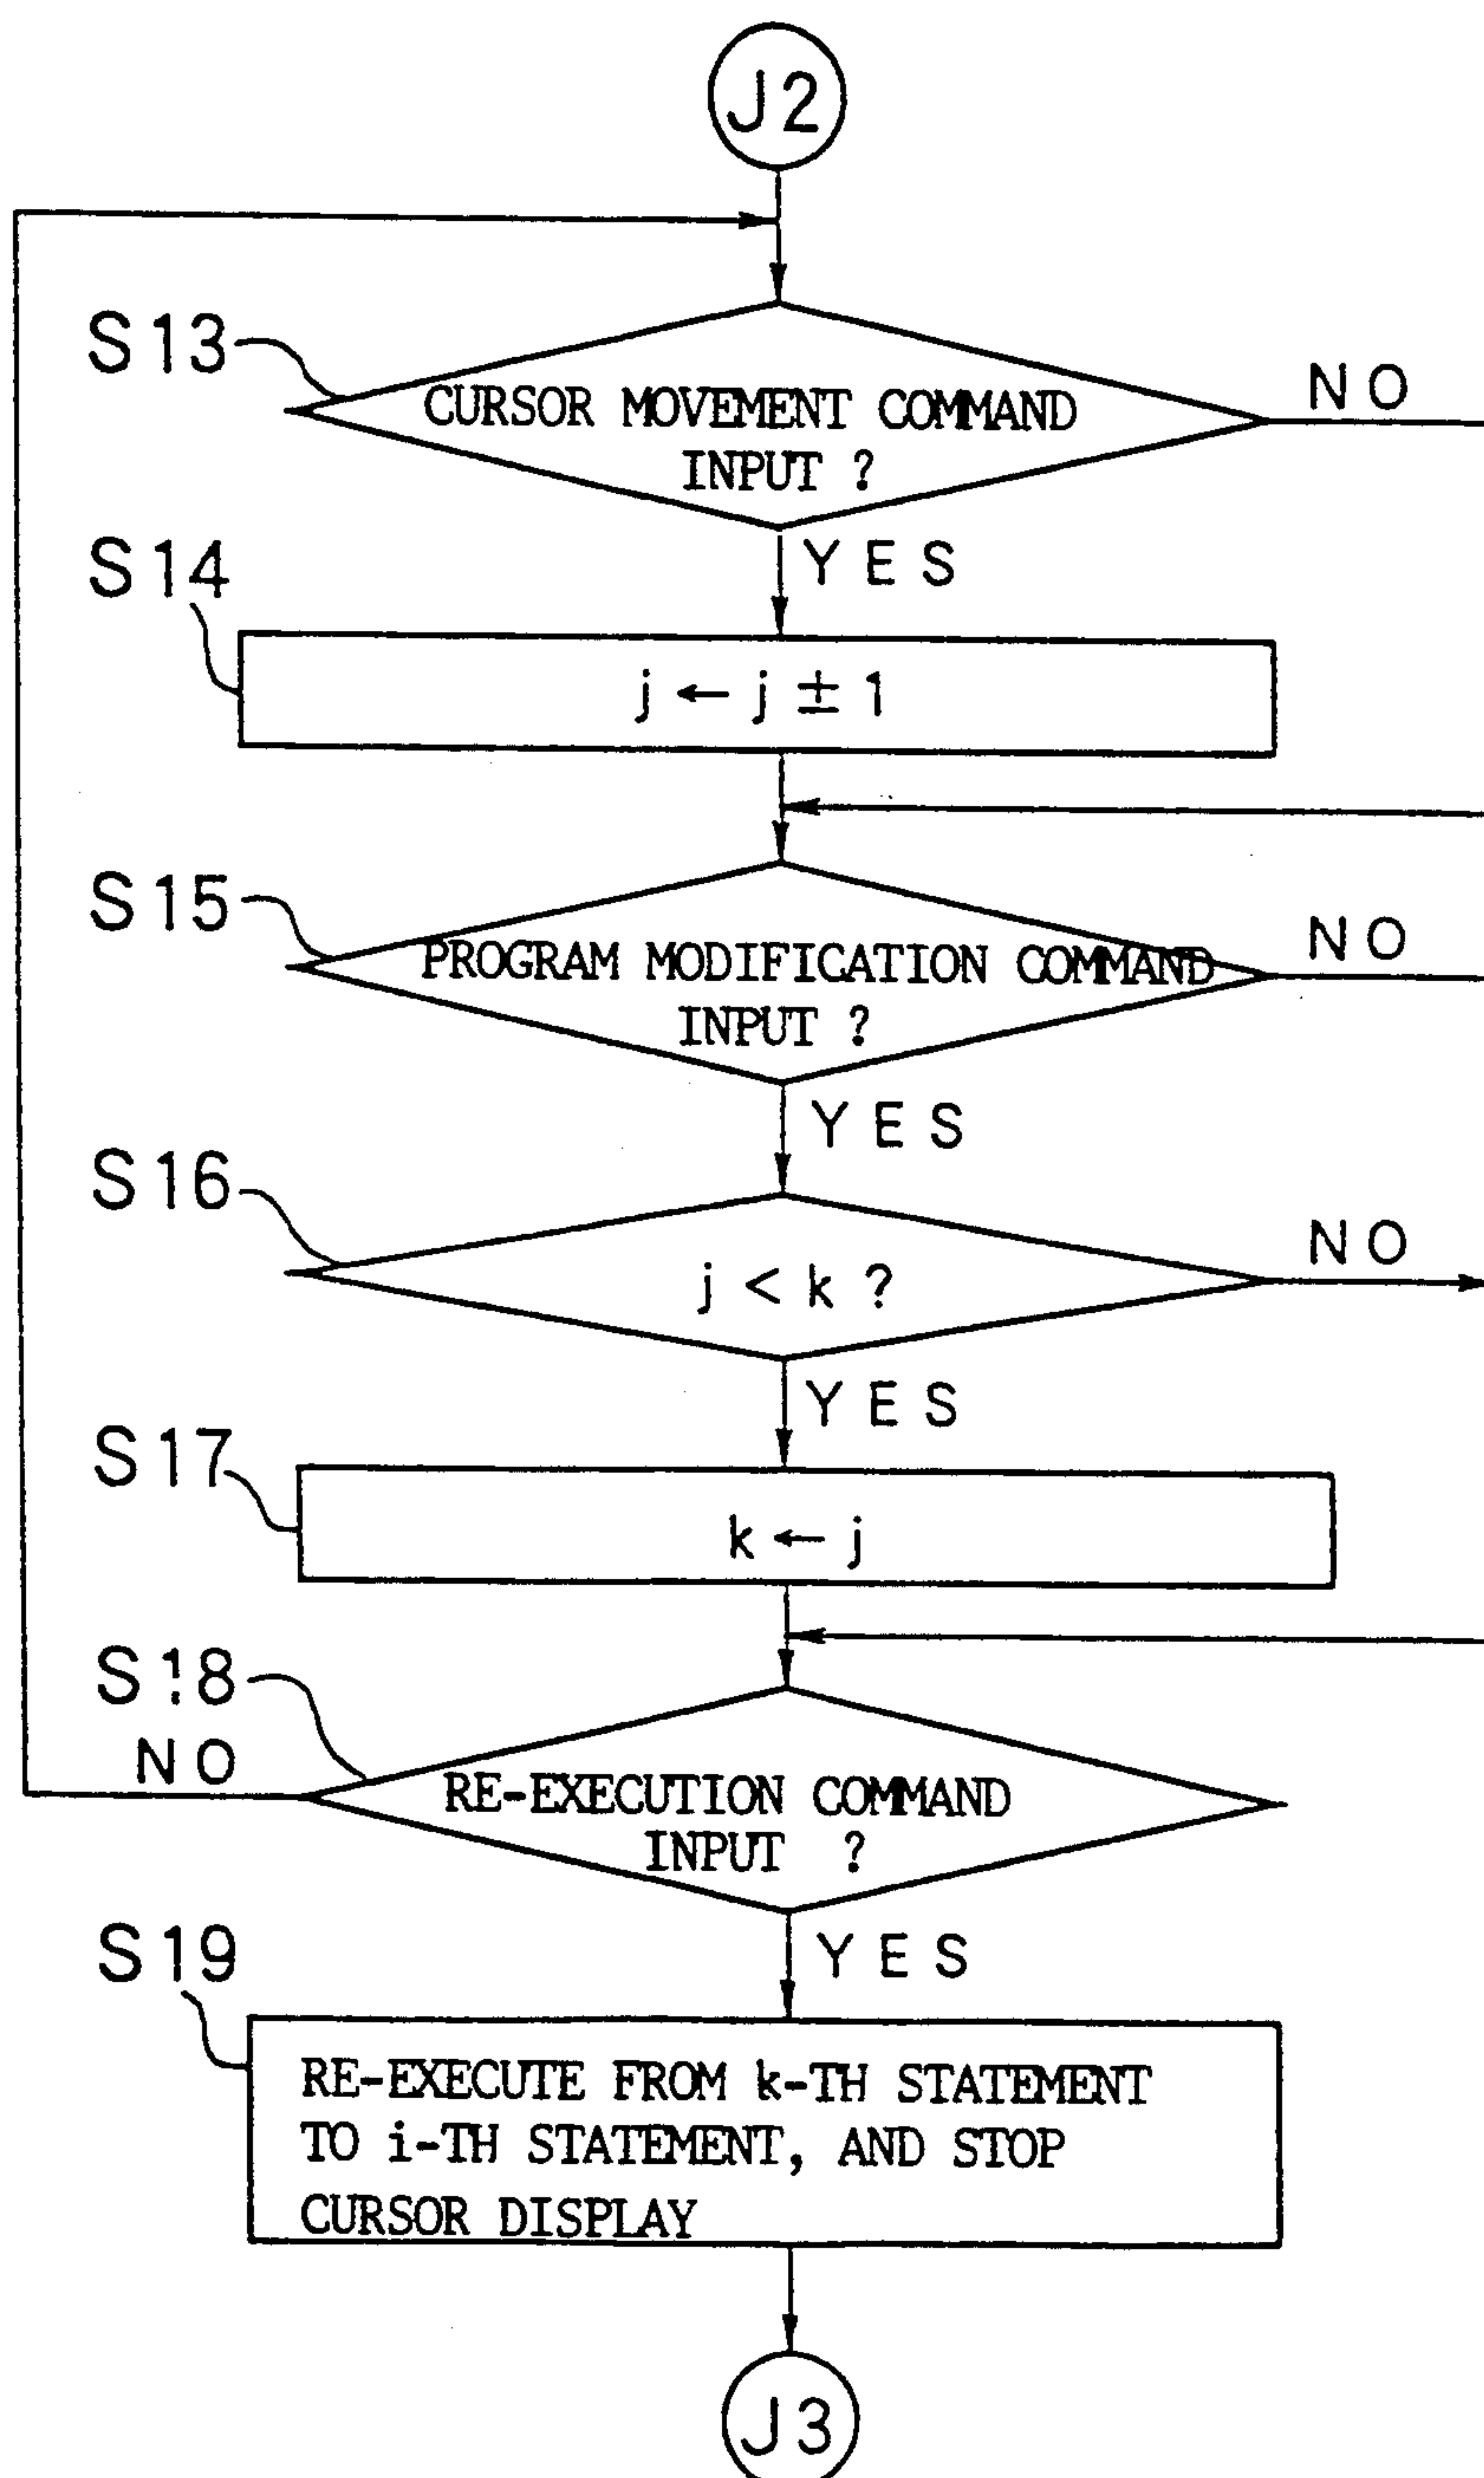 J2
S13
CURSOR MOVEMENT COMMAND
INPUT ?
NO
YES
S14
j ← j ± 1
S15
PROGRAM MODIFICATION COMMAND
INPUT ?
NO
YES
S16
j < k ?
NO
YES
S17
k ← j
S18
NO
RE-EXECUTION COMMAND
INPUT ?
YES
S19
RE-EXECUTE FROM k-TH STATEMENT
TO i-TH STATEMENT, AND STOP
CURSOR DISPLAY
J3